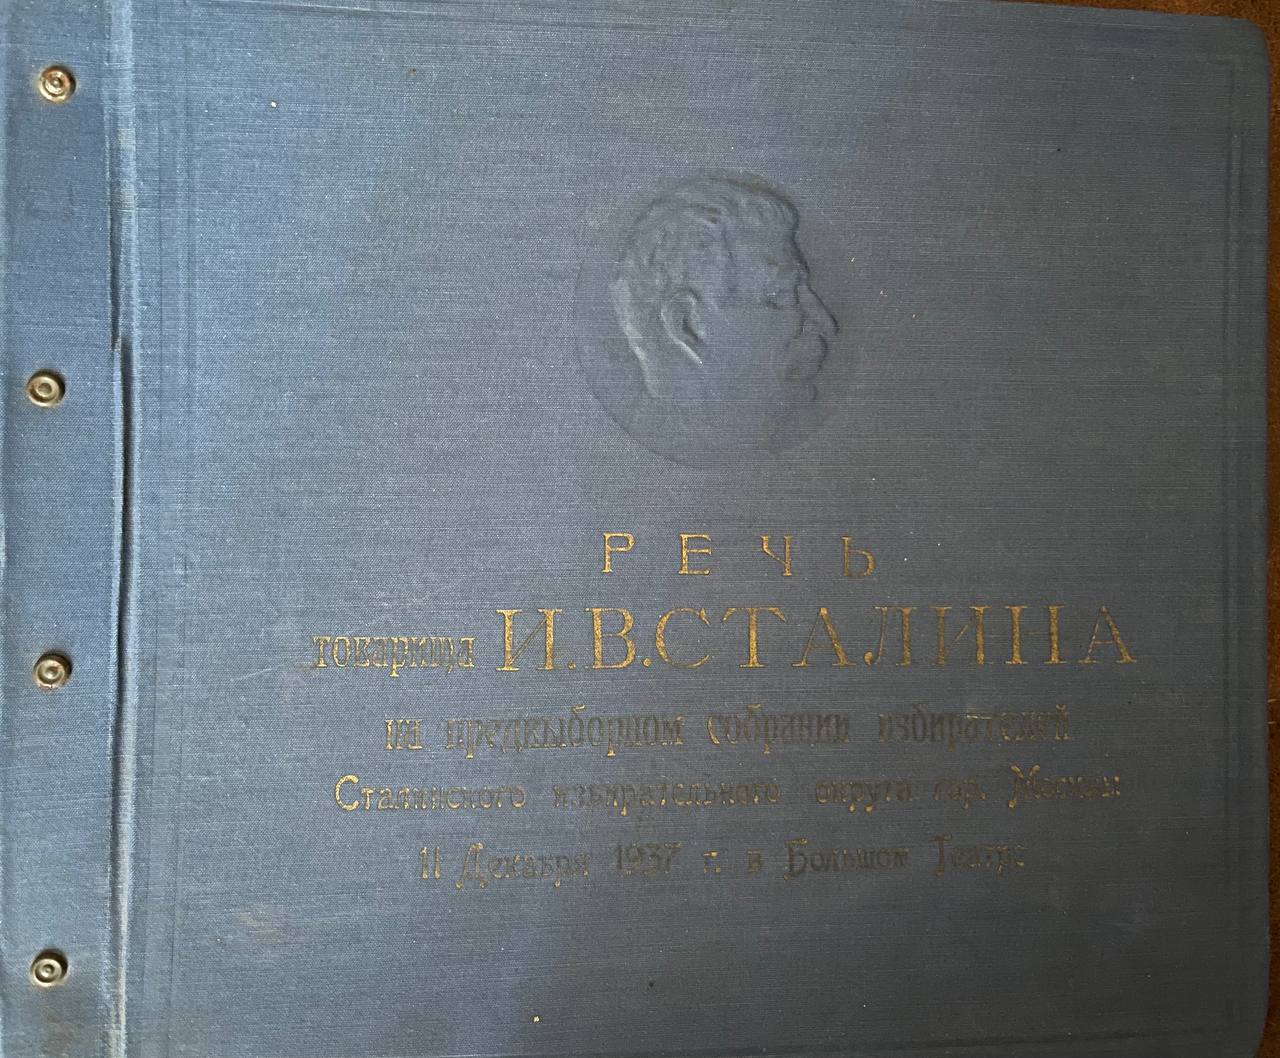 РЕЧЬ
товарища И.В.СТАЛИНА
на предвыборном собрании избирателей
Сталинского избирательного округа гор. Москвы
11 Декабря 1937 г. в Большом Театре